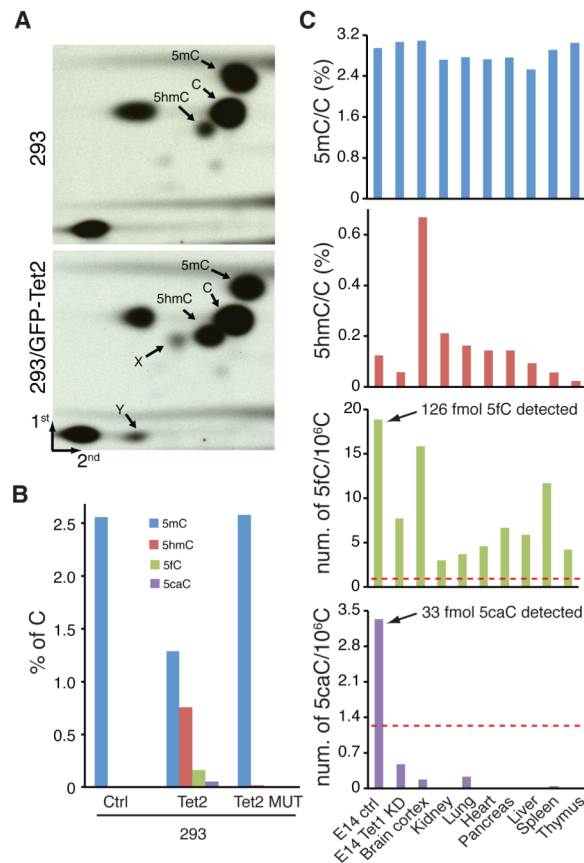 A
5mC
C
5hmC
293
5mC
C
5hmC
X
Y
293/GFP-Tet2
1st
2nd
B
2.5
2.0
1.5
1.0
0.5
0
% of C
5mC
5hmC
5fC
5caC
Ctrl
Tet2
Tet2 MUT
293
C
3.6
3.0
2.4
1.8
1.2
0
5mC/C (%)
0.6
0.4
0.2
0
5hmC/C (%)
20
15
10
5
0
num. of 5fC/10⁶C
126 fmol 5fC detected
3.5
2.8
2.1
1.4
0.7
0
num. of 5caC/10⁶C
33 fmol 5caC detected
E14 ctrl
E14 Tet1 KD
Brain cortex
Kidney
Lung
Heart
Pancreas
Liver
Spleen
Thymus